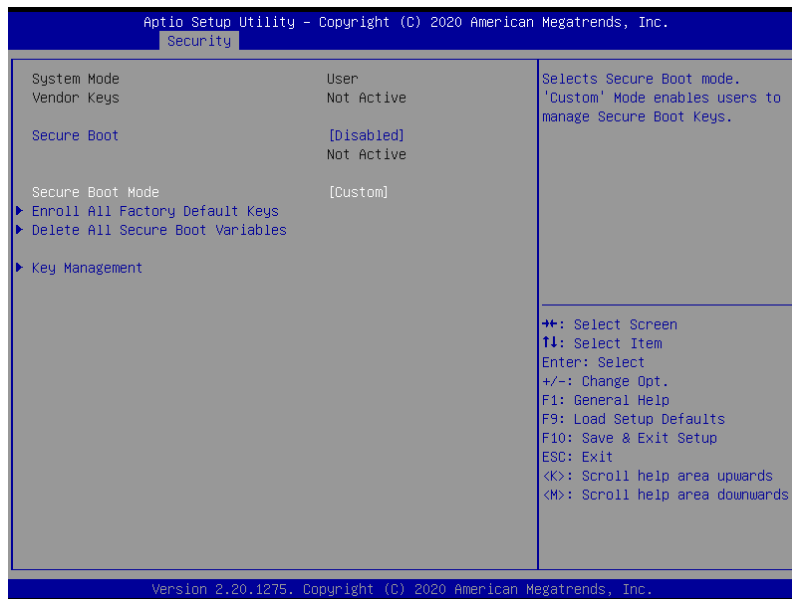 Aptio Setup Utility – Copyright (C) 2020 American Megatrends, Inc.
Security
System Mode User
Vendor Keys Not Active
Secure Boot [Disabled]
Not Active
Secure Boot Mode [Custom]
Enroll All Factory Default Keys
Delete All Secure Boot Variables
Key Management
Selects Secure Boot mode.
'Custom' Mode enables users to
manage Secure Boot Keys.
→←: Select Screen
↑↓: Select Item
Enter: Select
+/-: Change Opt.
F1: General Help
F9: Load Setup Defaults
F10: Save & Exit Setup
ESC: Exit
<K>: Scroll help area upwards
<M>: Scroll help area downwards
Version 2.20.1275. Copyright (C) 2020 American Megatrends, Inc.